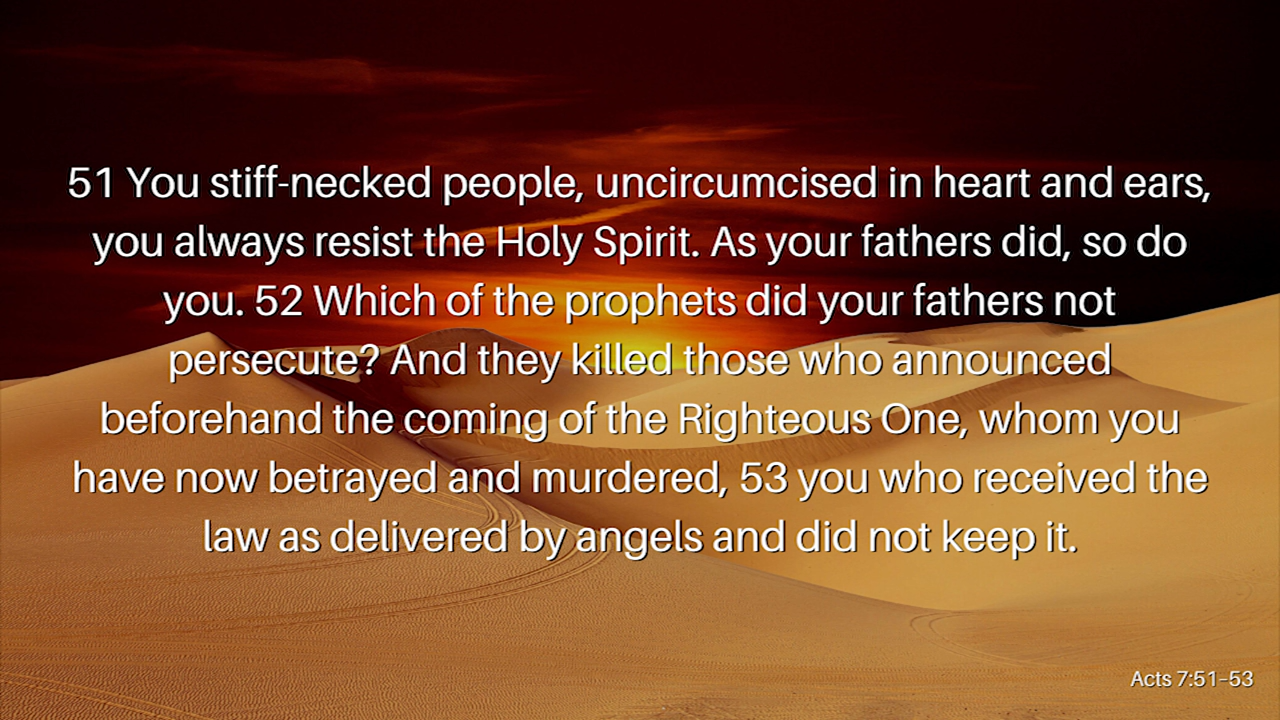 51 You stiff-necked people, uncircumcised in heart and ears,
you always resist the Holy Spirit. As your fathers did, so do
you. 52 Which of the prophets did your fathers not
persecute? And they killed those who announced
beforehand the coming of the Righteous One, whom you
have now betrayed and murdered, 53 you who received the
law as delivered by angels and did not keep it.
Acts 7:51–53